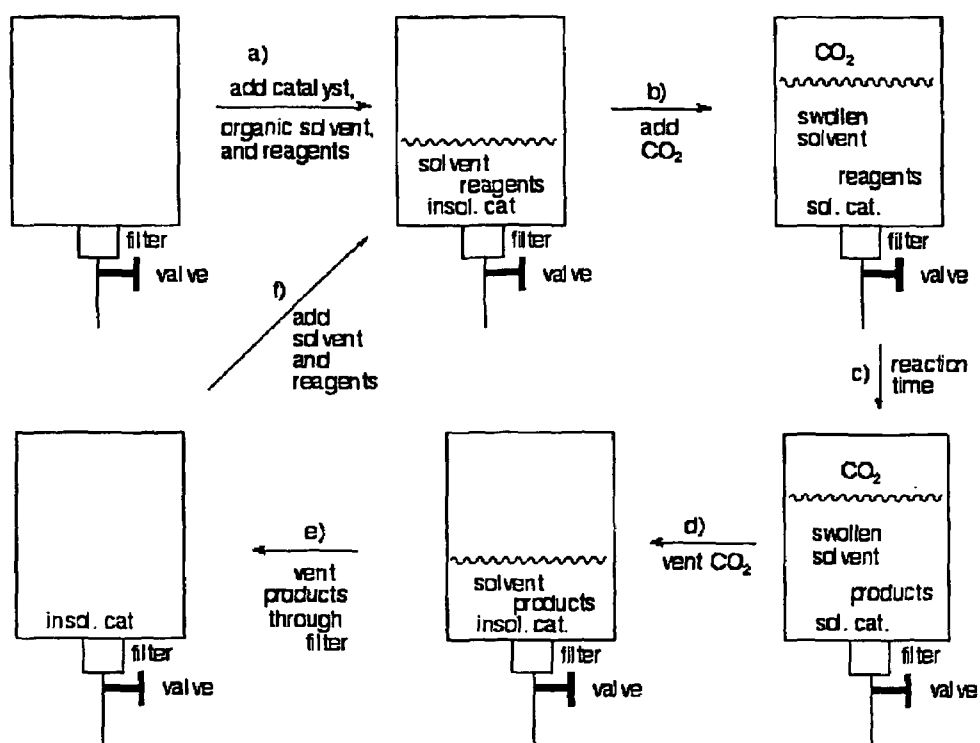 a)
add catalyst,
organic solvent,
and reagents
solvent
reagents
insol. cat
filter
valve
filter
valve
b)
add
CO₂
CO₂
swollen
solvent
reagents
sol. cat.
filter
valve
c)
reaction
time
CO₂
swollen
solvent
products
sol. cat.
filter
valve
d)
vent CO₂
solvent
products
insol. cat.
filter
valve
e)
vent
products
through
filter
insol. cat
filter
valve
f)
add
solvent
and
reagents